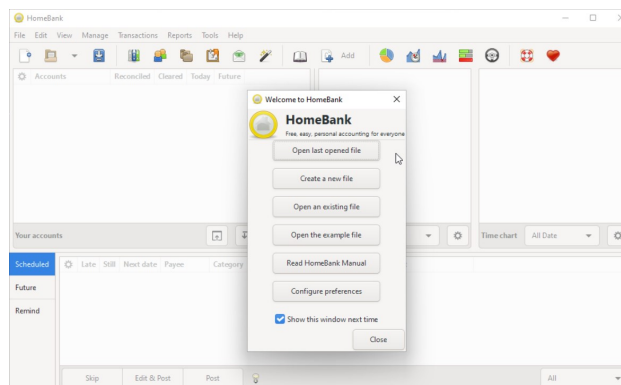 HomeBank
File Edit View Manage Transactions Reports Tools Help
Add
Accounts Reconciled Cleared Today Future
Welcome to HomeBank
HomeBank
Free, easy, personal accounting for everyone
Open last opened file
Create a new file
Open an existing file
Open the example file
Read HomeBank Manual
Configure preferences
Show this window next time
Close
Your accounts
Time chart All Date
Scheduled
Future
Remind
Late Still Next date Payee Category
Skip Edit & Post Post All